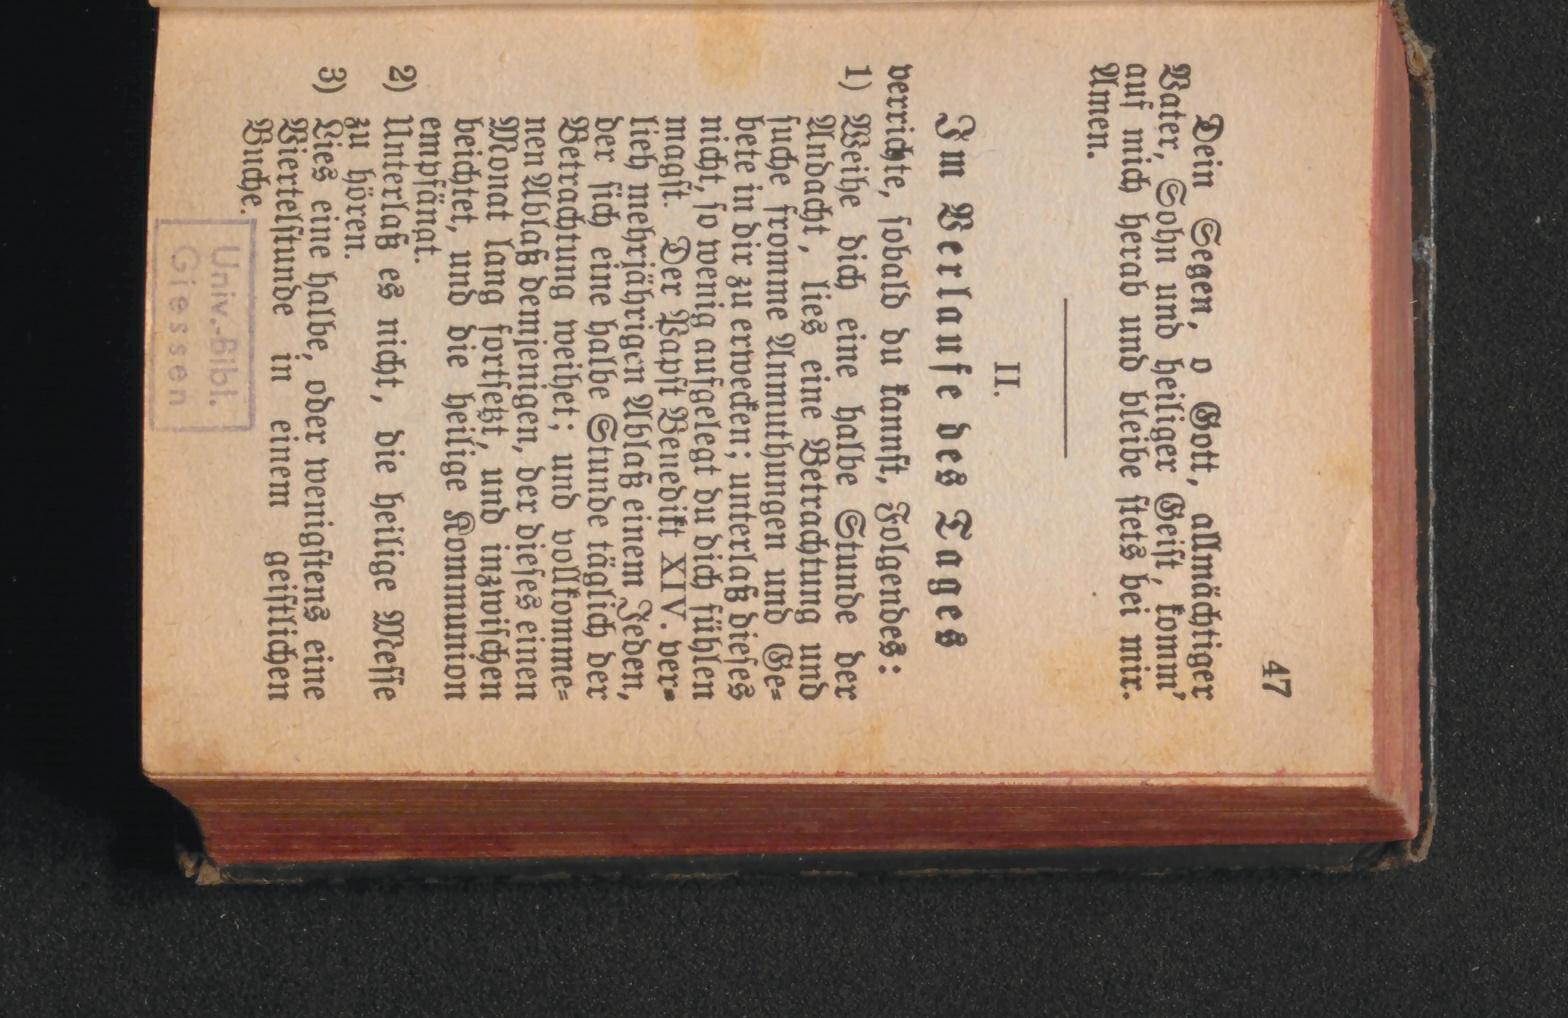 47
Dein Segen, o Gott, allmächtiger
Vater, Sohn und heiliger Geist, komm'
auf mich herab und bleibe stets bei mir.
Amen.
II.
Im Verlaufe des Tages
verrichte, sobald du kannst, Folgendes:
1) Weihe dich eine halbe Stunde der
Andacht, lies eine Betrachtung und
suche fromme Anmuthungen und Ge-
bete in dir zu erwecken; unterlaß dieses
nicht, so wenig aufgelegt du dich fühlen
magst. Der Papst Benedikt XIV. ver-
lieh mehrjährigen Ablaß einem Jeden,
der sich eine halbe Stunde täglich der
Betrachtung weihet; und vollkomme-
nen Ablaß demjenigen, der dieses einen
Monat lang fortsetzt, und inzwischen
beichtet, und die heilige Kommunion
empfängt.
2) Unterlaß es nicht, die heilige Messe
zu hören.
3) Lies eine halbe, oder wenigstens eine
Viertelstunde in einem geistlichen
Buche.
Univ.-Bibl.
Giessen